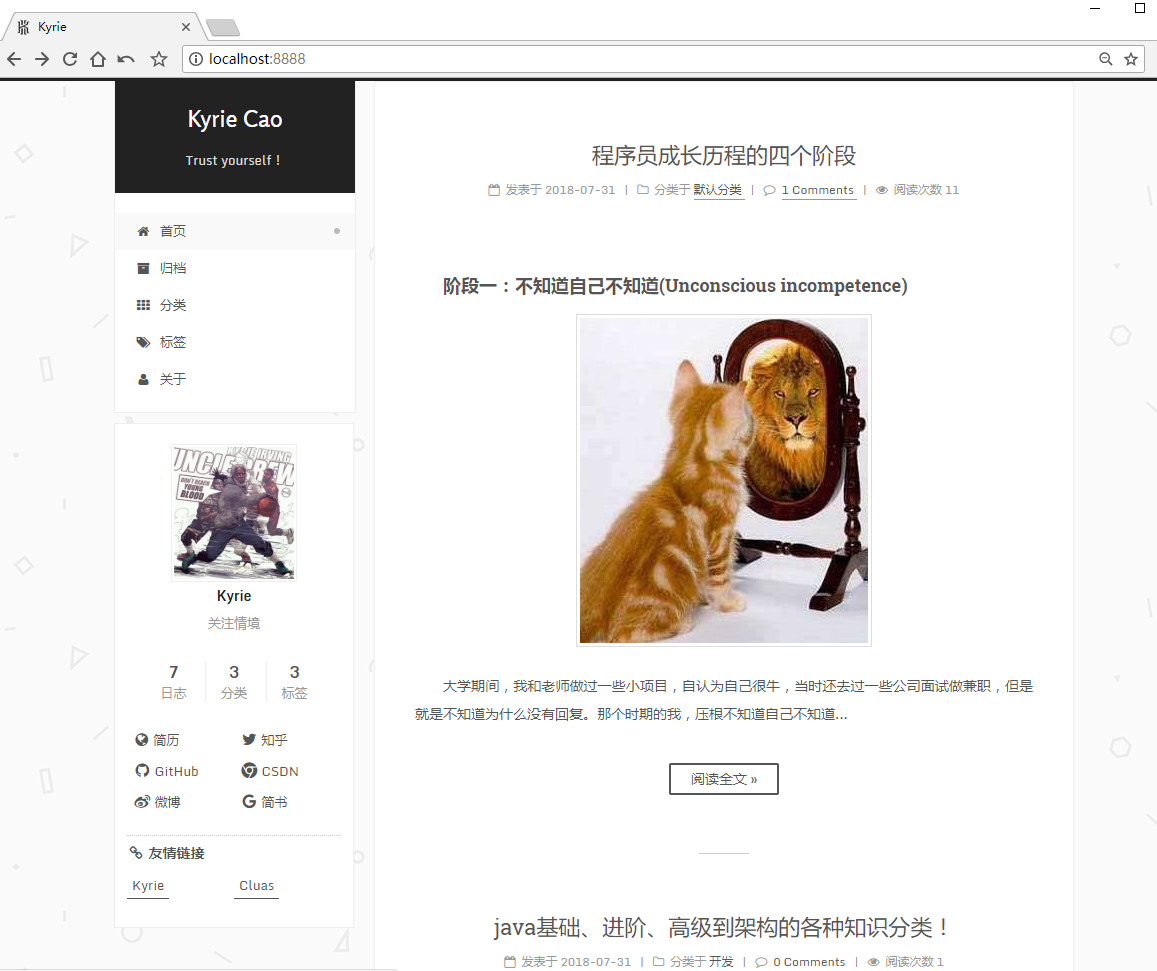 Kyrie
localhost:8888
Kyrie Cao
Trust yourself !
首页
归档
分类
标签
关于
KYRIE IRVING
UNCLE DREW
DON'T REACH
YOUNG
BLOOD
Kyrie
关注情境
7 3 3
日志 分类 标签
简历 知乎
GitHub CSDN
微博 简书
友情链接
Kyrie Cluas
程序员成长历程的四个阶段
发表于 2018-07-31 | 分类于 默认分类 | 1 Comments | 阅读次数 11
阶段一：不知道自己不知道(Unconscious incompetence)
大学期间，我和老师做过一些小项目，自认为自己很牛，当时还去过一些公司面试做兼职，但是
就是不知道为什么没有回复。那个时期的我，压根不知道自己不知道...
阅读全文 »
java基础、进阶、高级到架构的各种知识分类！
发表于 2018-07-31 | 分类于 开发 | 0 Comments | 阅读次数 1